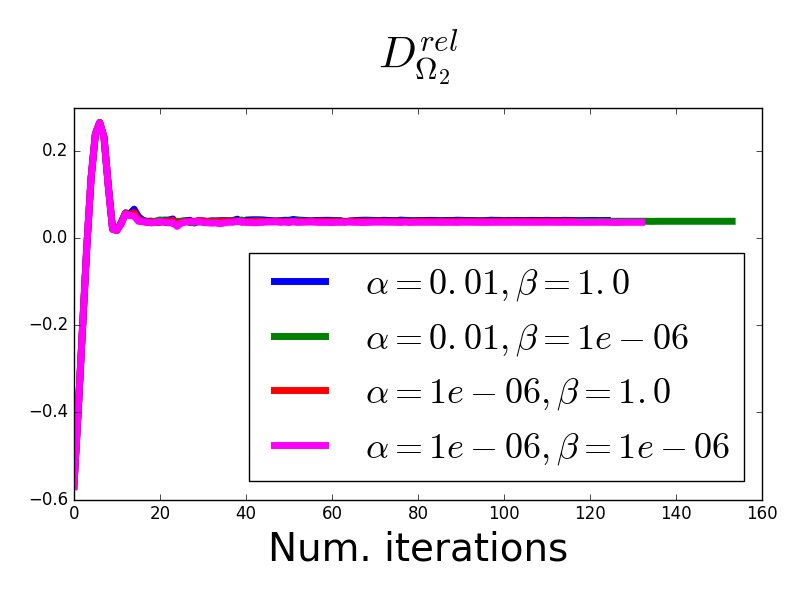 D^{rel}_{Ω_2}
0.2
0.0
−0.2
−0.4
−0.6
α = 0.01, β = 1.0
α = 0.01, β = 1e − 06
α = 1e − 06, β = 1.0
α = 1e − 06, β = 1e − 06
0 20 40 60 80 100 120 140 160
Num. iterations